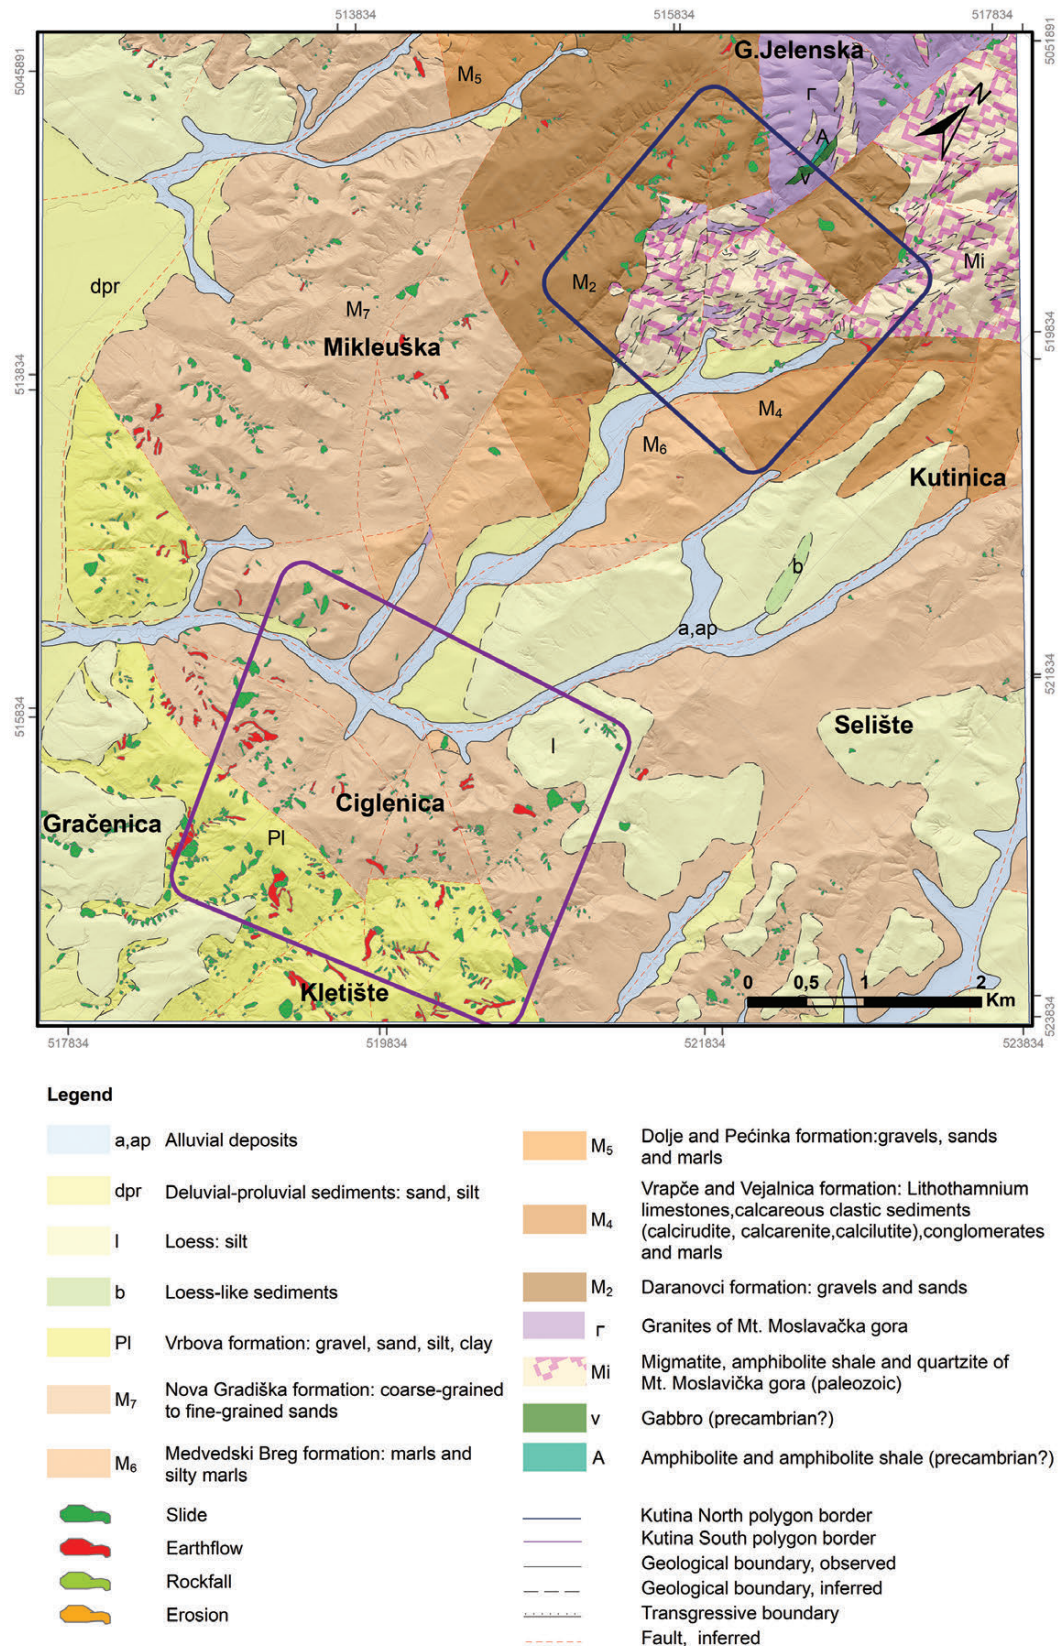 513834
515834
517834
5045891
5051891
G.Jelenska
M5
Γ
N
A
v
dpr
M2
Mi
M7
Mikleuška
513834
519834
M4
M6
Kutinica
b
a,ap
515834
521834
Selište
l
Ciglenica
Gračenica
Pl
Kletište
0
0,5
1
2
Km
523834
517834
519834
521834
523834
Legend
a,ap Alluvial deposits
dpr Deluvial-proluvial sediments: sand, silt
l Loess: silt
b Loess-like sediments
Pl Vrbova formation: gravel, sand, silt, clay
M7 Nova Gradiška formation: coarse-grained
to fine-grained sands
M6 Medvedski Breg formation: marls and
silty marls
Slide
Earthflow
Rockfall
Erosion
M5 Dolje and Pećinka formation:gravels, sands
and marls
M4 Vrapče and Vejalnica formation: Lithothamnium
limestones,calcareous clastic sediments
(calcirudite, calcarenite,calcilutite),conglomerates
and marls
M2 Daranovci formation: gravels and sands
Γ Granites of Mt. Moslavačka gora
Mi Migmatite, amphibolite shale and quartzite of
Mt. Moslavička gora (paleozoic)
v Gabbro (precambrian?)
A Amphibolite and amphibolite shale (precambrian?)
Kutina North polygon border
Kutina South polygon border
Geological boundary, observed
Geological boundary, inferred
Transgressive boundary
Fault, inferred